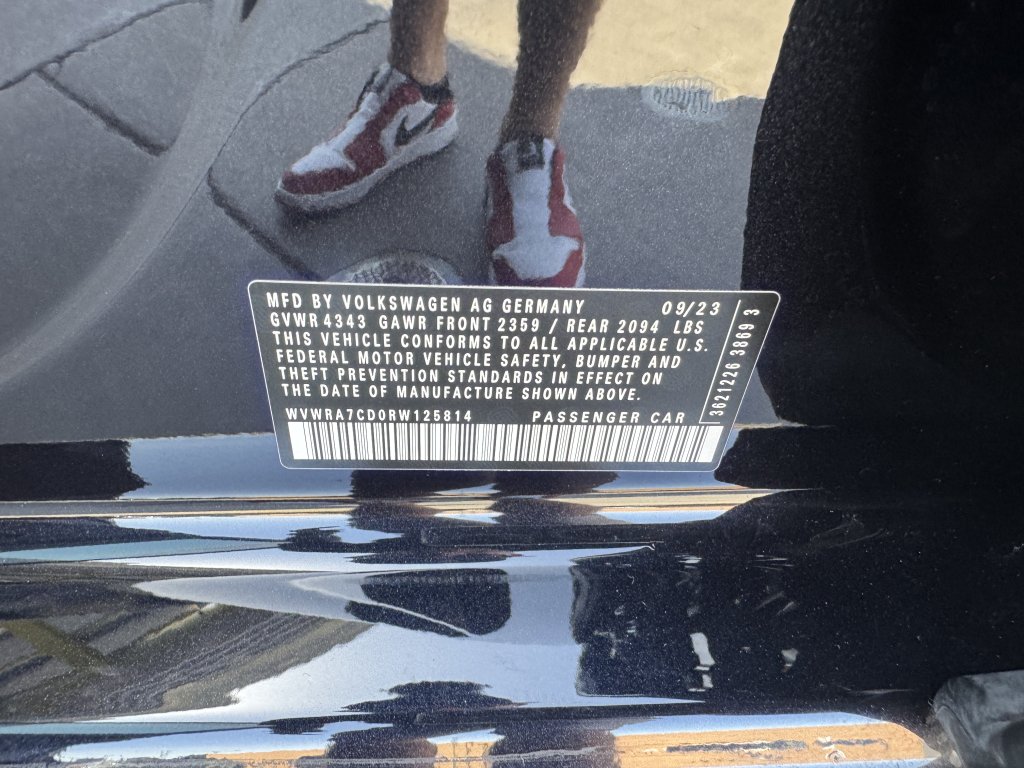 MFD BY VOLKSWAGEN AG GERMANY 09/23
GVWR 4343 GAWR FRONT 2359 / REAR 2094 LBS
THIS VEHICLE CONFORMS TO ALL APPLICABLE U.S.
FEDERAL MOTOR VEHICLE SAFETY, BUMPER AND
THEFT PREVENTION STANDARDS IN EFFECT ON
THE DATE OF MANUFACTURE SHOWN ABOVE.
WVWRA7CD0RW125814 PASSENGER CAR
3621226 3869 3